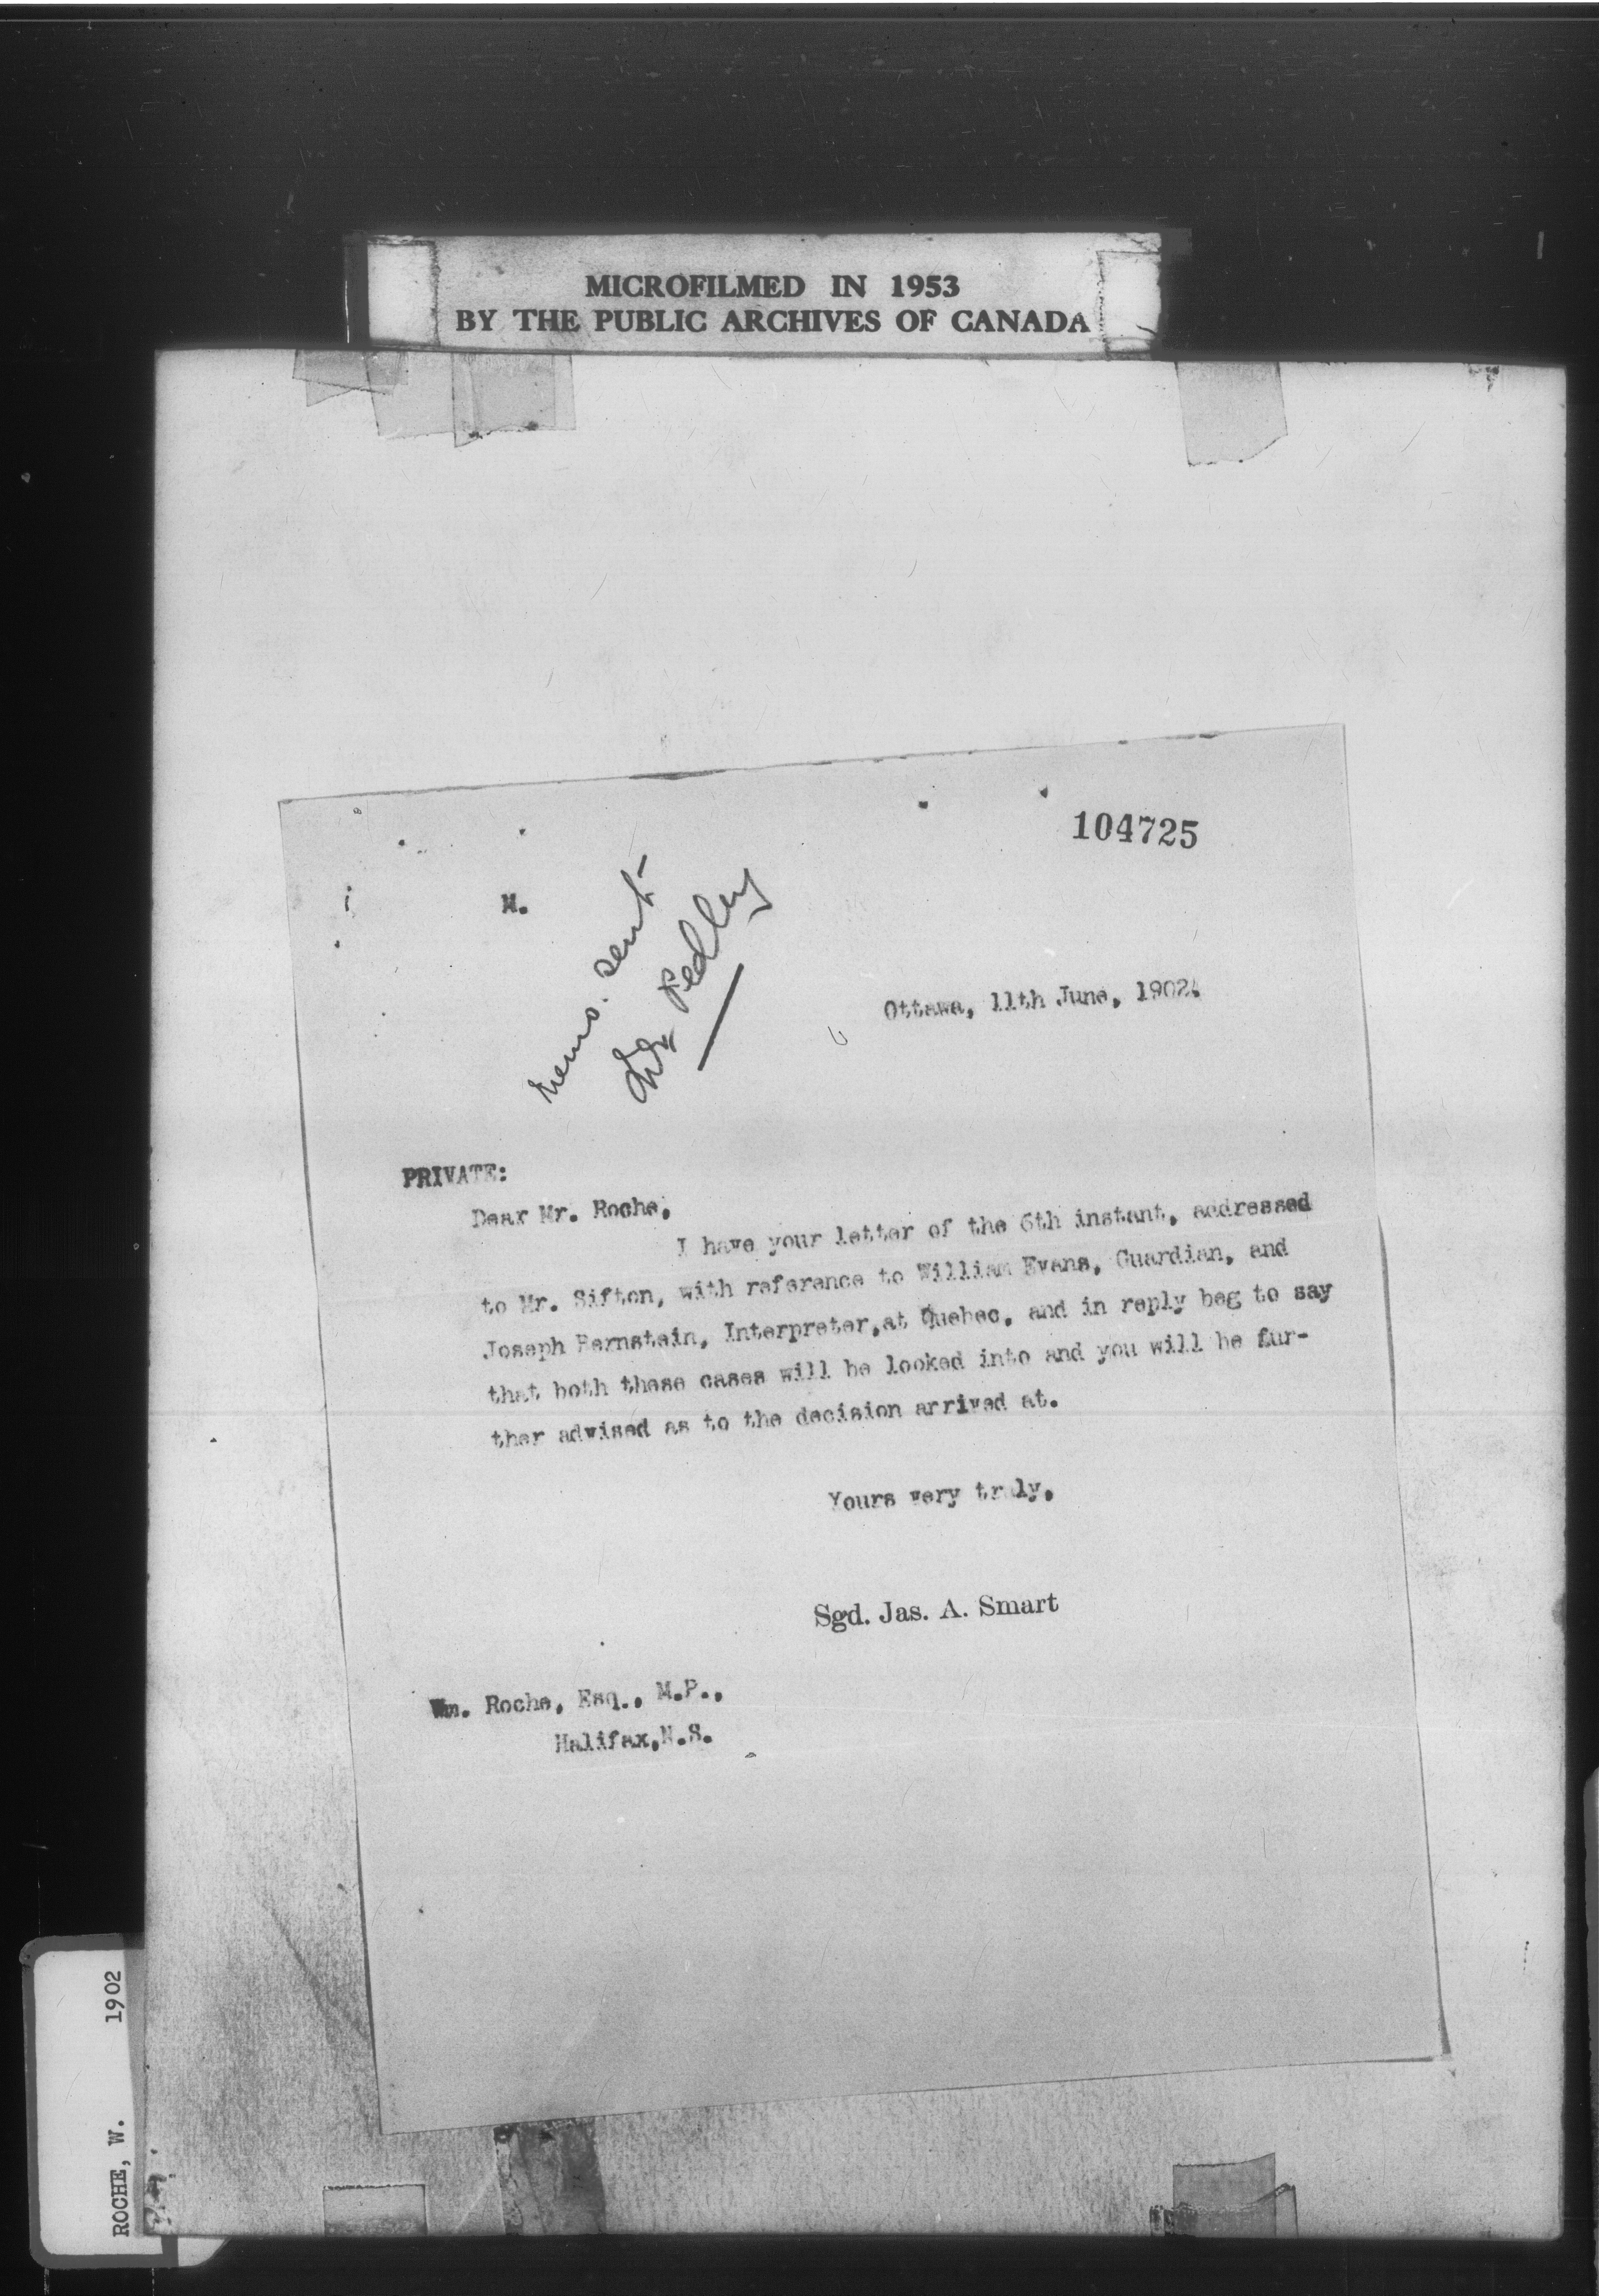 MICROFILMED IN 1953
BY THE PUBLIC ARCHIVES OF CANADA
104725
M.
memo. sent
Mr Pedley
Ottawa, 11th June, 1902.
PRIVATE:
Dear Mr. Roche,
I have your letter of the 6th instant, addressed
to Mr. Sifton, with reference to William Evans, Guardian, and
Joseph Bernstein, Interpreter,at Quebec, and in reply beg to say
that both these cases will be looked into and you will be fur-
ther advised as to the decision arrived at.
Yours very truly,
Sgd. Jas. A. Smart
Wm. Roche, Esq., M.P.,
Halifax,N.S.
ROCHE, W. 1902